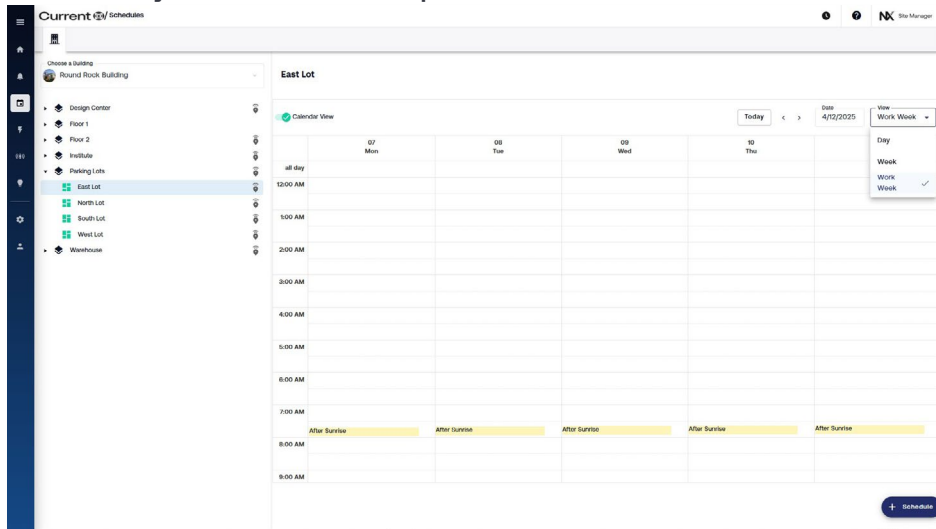 Current / Schedules
NX Site Manager
Choose a Building
Round Rock Building
East Lot
Design Center
Floor 1
Floor 2
Institute
Parking Lots
East Lot
North Lot
South Lot
West Lot
Warehouse
Calendar View
Today
Date
4/12/2025
View
Work Week
07
Mon
08
Tue
09
Wed
10
Thu
Day
Week
Work
Week
all day
12:00 AM
1:00 AM
2:00 AM
3:00 AM
4:00 AM
5:00 AM
6:00 AM
7:00 AM
After Sunrise After Sunrise After Sunrise After Sunrise After Sunrise
8:00 AM
9:00 AM
+ Schedule